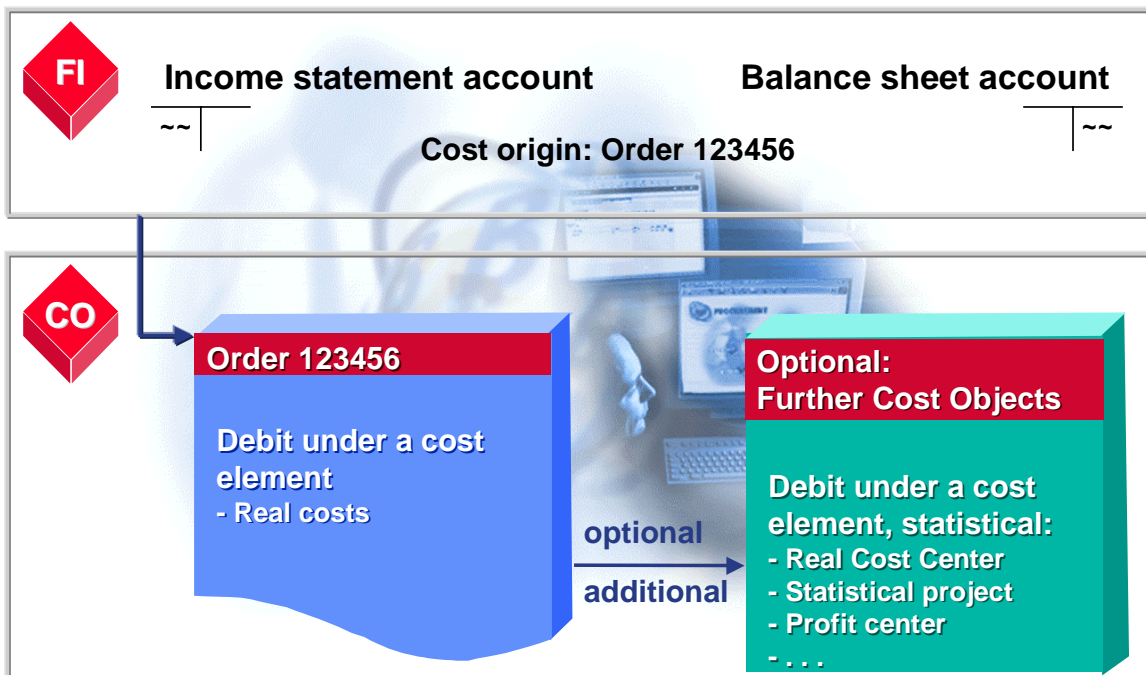 FI
Income statement account
Balance sheet account
~~
~~
Cost origin: Order 123456
CO
PROCUREMENT
Order 123456
Debit under a cost
element
- Real costs
optional
additional
Optional:
Further Cost Objects
Debit under a cost
element, statistical:
- Real Cost Center
- Statistical project
- Profit center
- . . .